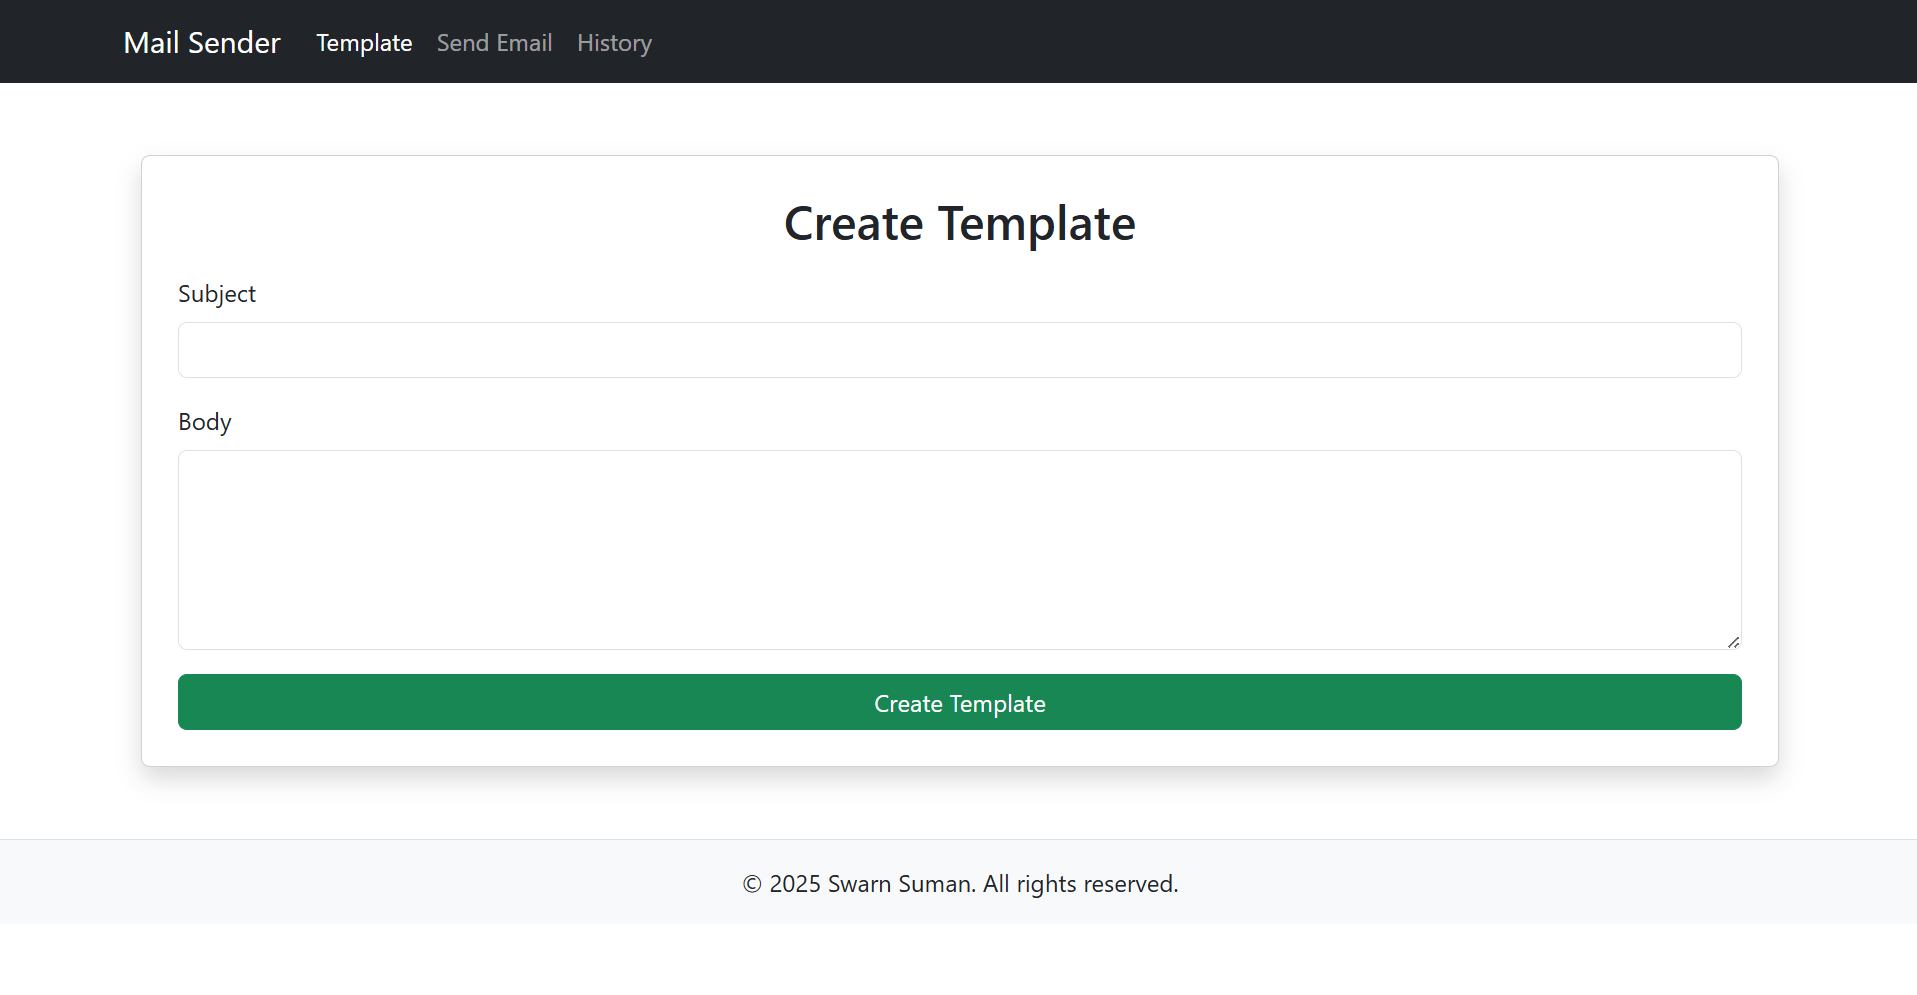 Mail Sender Template Send Email History
Create Template
Subject
Body
Create Template
© 2025 Swarn Suman. All rights reserved.